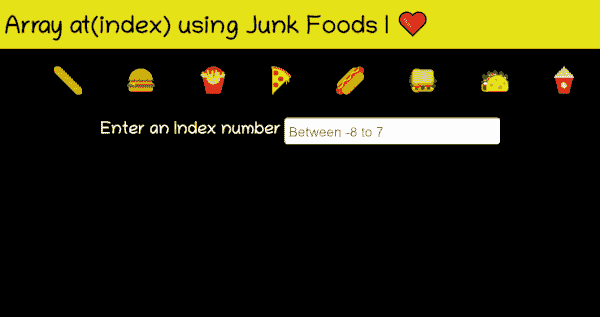 Array at(index) using Junk Foods I ❤️
Enter an Index number Between -8 to 7